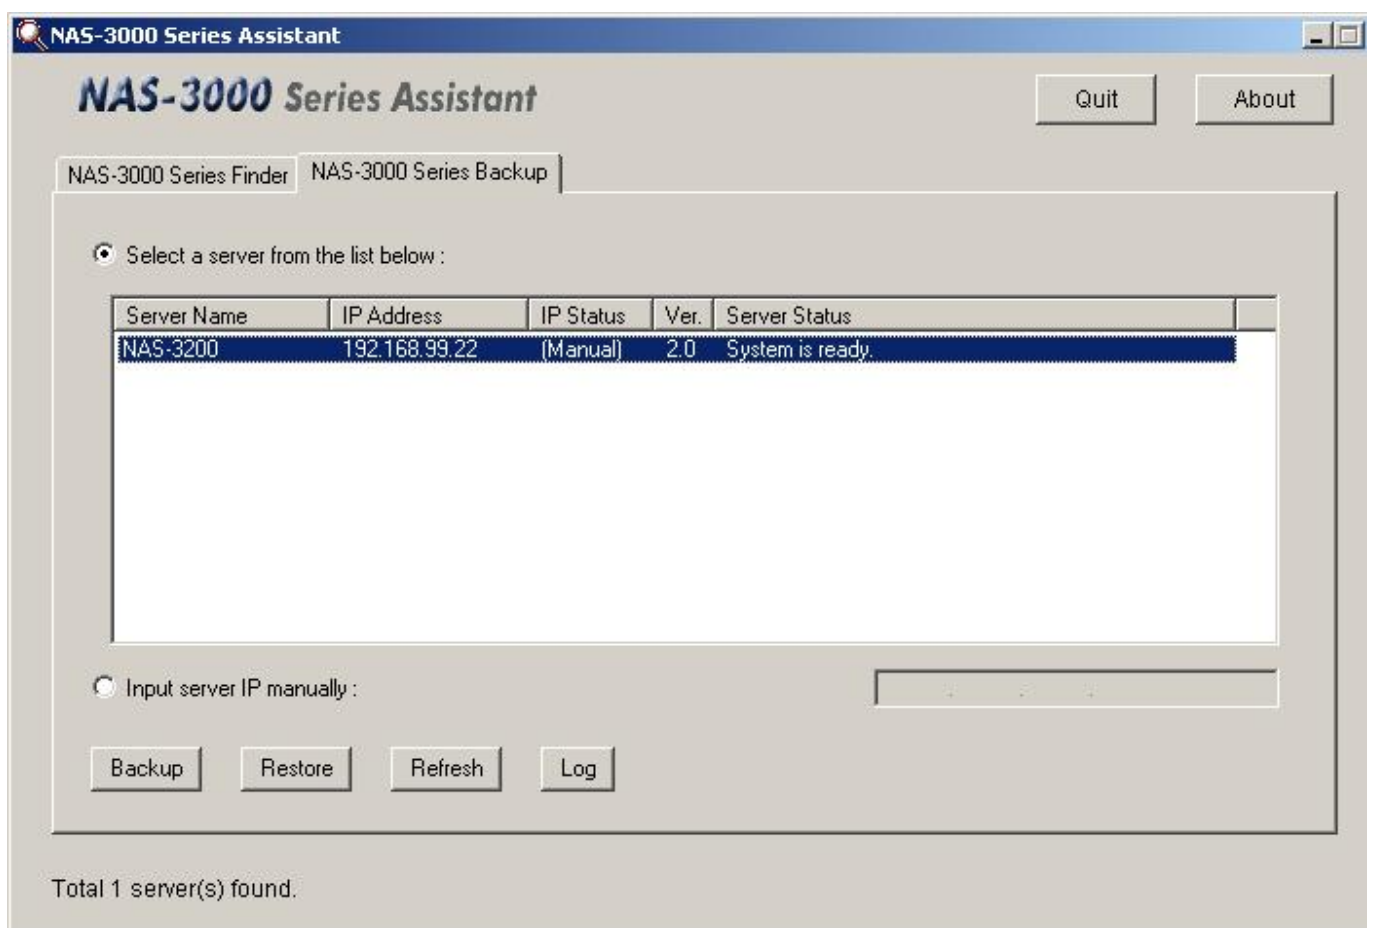 NAS-3000 Series Assistant
NAS-3000 Series Assistant
Quit
About
NAS-3000 Series Finder
NAS-3000 Series Backup
Select a server from the list below :
Server Name IP Address IP Status Ver. Server Status
NAS-3200 192.168.99.22 (Manual) 2.0 System is ready.
Input server IP manually :
. . .
Backup Restore Refresh Log
Total 1 server(s) found.